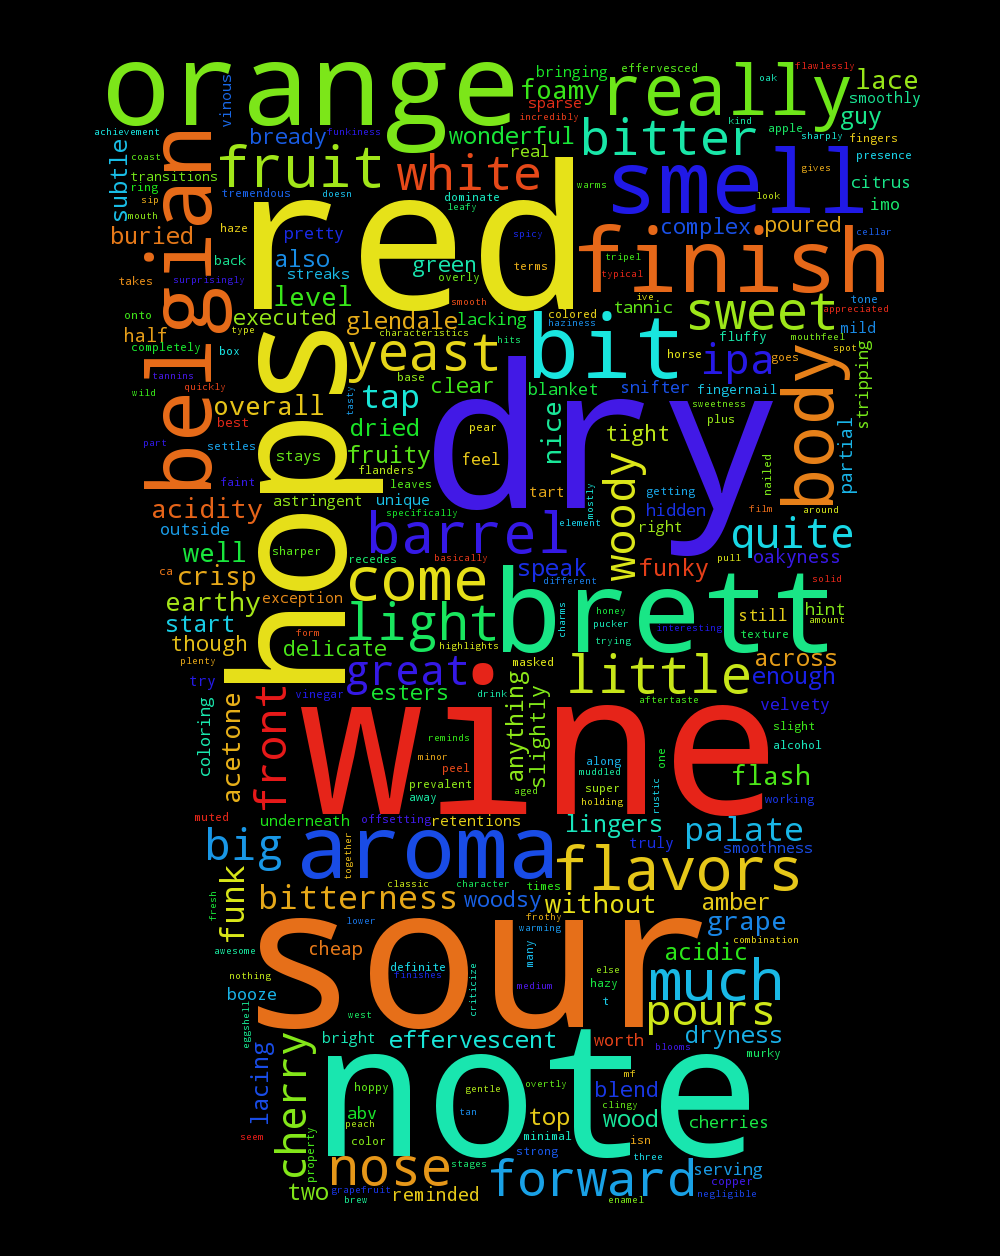 orange
really
bringing
effervesced
flawlessly
oak
foamy
sparse
incredibly
lace
smoothly
guy
vinous
achievement
bready
funkiness
wonderful
real
bitter
kind
apple
sharply
fingers
subtle
coast
transitions
ring
sip
mouth
belgian
fruit
tremendous
doesn
white
dominate
leafy
warms
smell
look
gives
presence
citrus
imo
buried
haze
pretty
red
spicy
complex
poured
cellar
back
also
streaks
green
overly
terms
finish
tripel
typical
takes
surprisingly
level
smooth
ive
tone
appreciated
onto
half
executed
type
glendale
characteristics
lacking
hits
colored
haziness
tannic
sweet
fluffy
mild
mouthfeel
spot
completely
box
yeast
bit
horse
ipa
goes
tannins
quickly
wild
base
clear
blanket
snifter
fingernail
body
stripping
overall
tasty
tap
dry
sweetness
plus
best
part
settles
dried
pear
nice
tight
partial
stays
fruity
feel
flanders
leaves
hops
faint
astringent
unique
tart
mostly
woody
getting
nailed
film
around
acidity
outside
specifically
hidden
right
element
barrel
quite
well
sharper
recedes
basically
pull
oakyness
ca
crisp
exception
come
speak
different
funky
solid
earthy
start
light
brett
honey
pucker
trying
charms
interesting
still
texture
hint
amount
though
form
delicate
highlights
plenty
great
masked
little
across
enough
try
vinegar
esters
drink
aftertaste
velvety
coloring
acetone
front
wine
anything
slightly
slight
alcohol
reminds
minor
peel
prevalent
away
aged
along
muddled
super
holding
rustic
one
flash
working
muted
underneath
offsetting
retentions
lingers
palate
truly
smoothness
big
together
aroma
flavors
classic
character
times
funk
fresh
bitterness
woodsy
without
amber
lower
frothy
warming
grape
combination
awesome
cheap
sour
many
acidic
nothing
definite
finishes
criticize
medium
else
hazy
t
much
booze
west
pours
eggshell
lacing
bright
effervescent
worth
blooms
dryness
murky
cherry
note
hoppy
gentle
overtly
mf
tan
clingy
blend
abv
peach
color
top
minimal
wood
cherries
isn
seem
property
nose
stages
strong
three
forward
serving
copper
negligible
two
grapefruit
brew
reminded
enamel